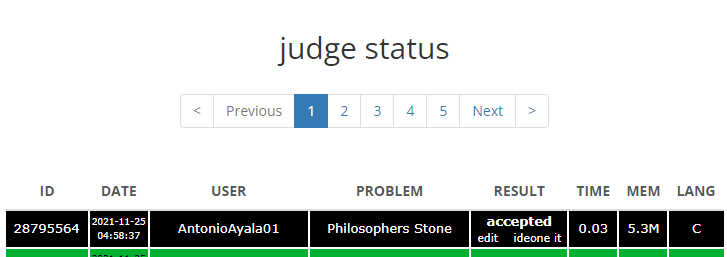 judge status
< Previous 1 2 3 4 5 Next >
ID DATE USER PROBLEM RESULT TIME MEM LANG
28795564 2021-11-25 04:58:37 AntonioAyala01 Philosophers Stone accepted edit ideone it 0.03 5.3M C